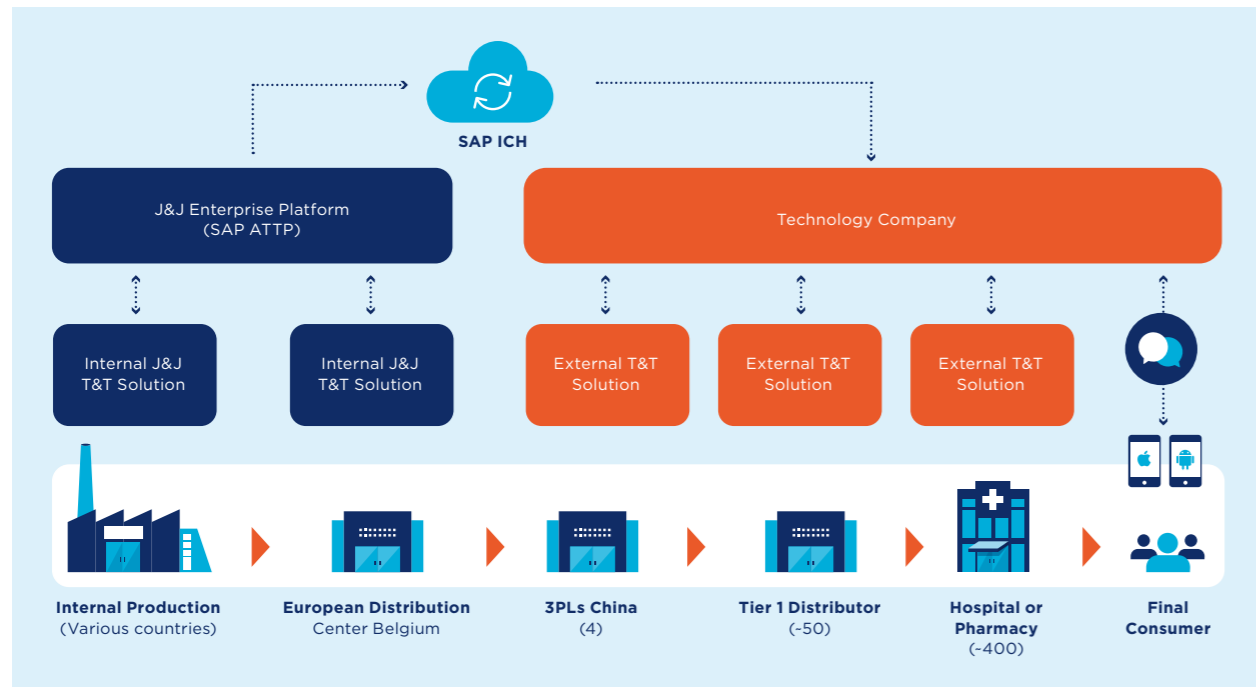 SAP ICH
J&J Enterprise Platform
(SAP ATTP)
Technology Company
Internal J&J
T&T Solution
Internal J&J
T&T Solution
External T&T
Solution
External T&T
Solution
External T&T
Solution
Internal Production
(Various countries)
European Distribution
Center Belgium
3PLs China
(4)
Tier 1 Distributor
(~50)
Hospital or
Pharmacy
(~400)
Final
Consumer